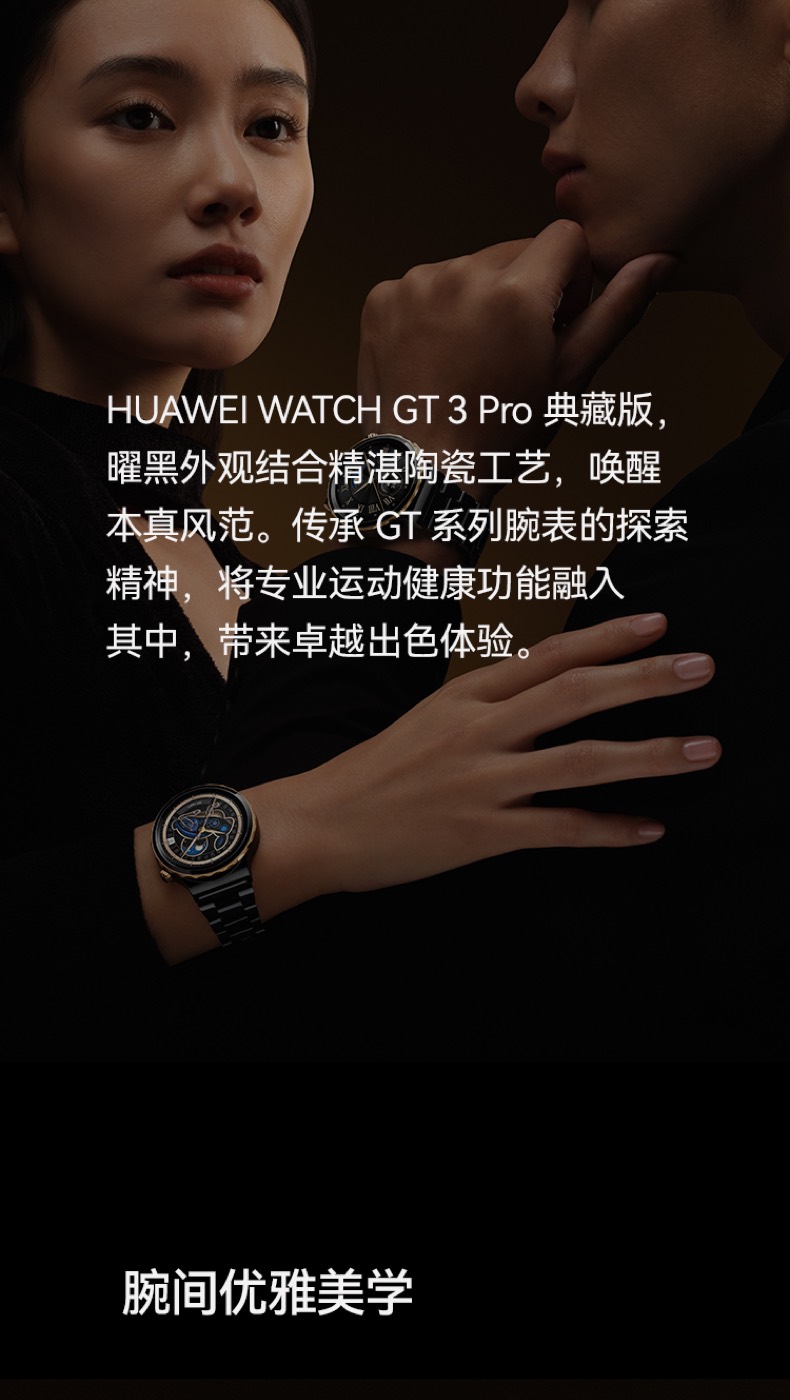 HUAWEI WATCH GT 3 Pro 典藏版，
曜黑外观结合精湛陶瓷工艺，唤醒
本真风范。传承 GT 系列腕表的探索
精神，将专业运动健康功能融入
其中，带来卓越出色体验。
腕间优雅美学